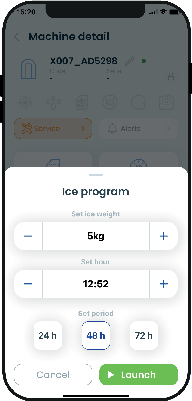 15:20
Machine detail
X007_AD5298
Service
Alerts
Ice program
Set ice weight
5kg
Set hour
12:52
Set period
24 h
48 h
72 h
Cancel
Launch